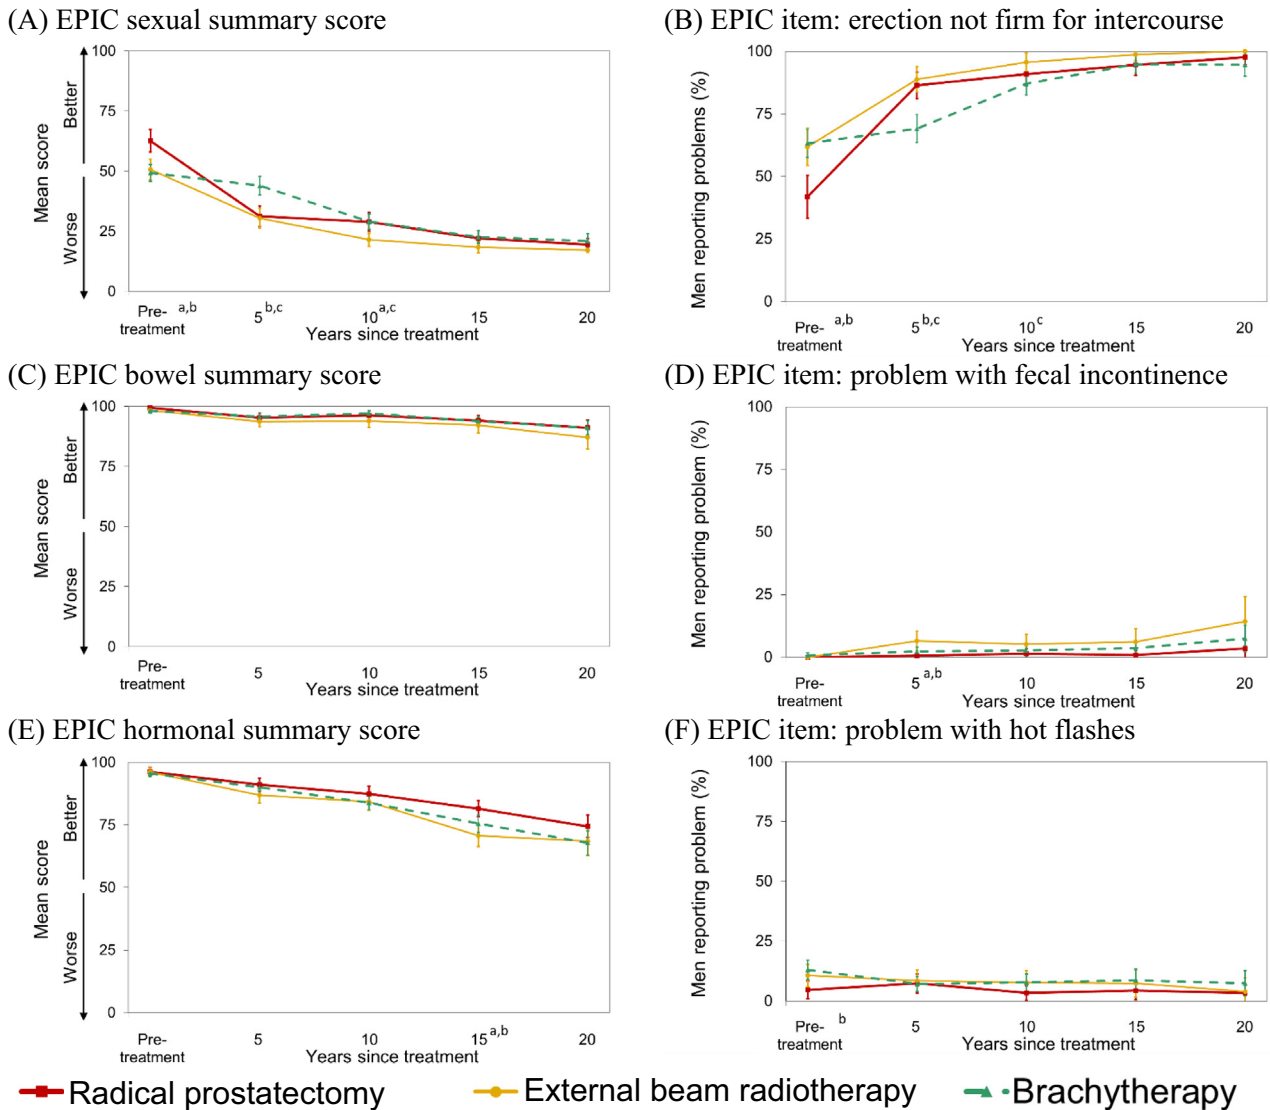 (A) EPIC sexual summary score
100
75
50
25
0
Better
Mean score
Worse
Pre-treatment a,b
5 b,c
10 a,c
15
20
Years since treatment
(B) EPIC item: erection not firm for intercourse
100
75
50
25
0
Men reporting problems (%)
Pre-treatment a,b
5 b,c
10 c
15
20
Years since treatment
(C) EPIC bowel summary score
100
75
50
25
0
Better
Mean score
Worse
Pre-treatment
5
10
15
20
Years since treatment
(D) EPIC item: problem with fecal incontinence
100
75
50
25
0
Men reporting problem (%)
Pre-treatment
5 a,b
10
15
20
Years since treatment
(E) EPIC hormonal summary score
100
75
50
25
0
Better
Mean score
Worse
Pre-treatment
5
10
15 a,b
20
Years since treatment
(F) EPIC item: problem with hot flashes
100
75
50
25
0
Men reporting problem (%)
Pre-treatment b
5
10
15
20
Years since treatment
Radical prostatectomy
External beam radiotherapy
Brachytherapy